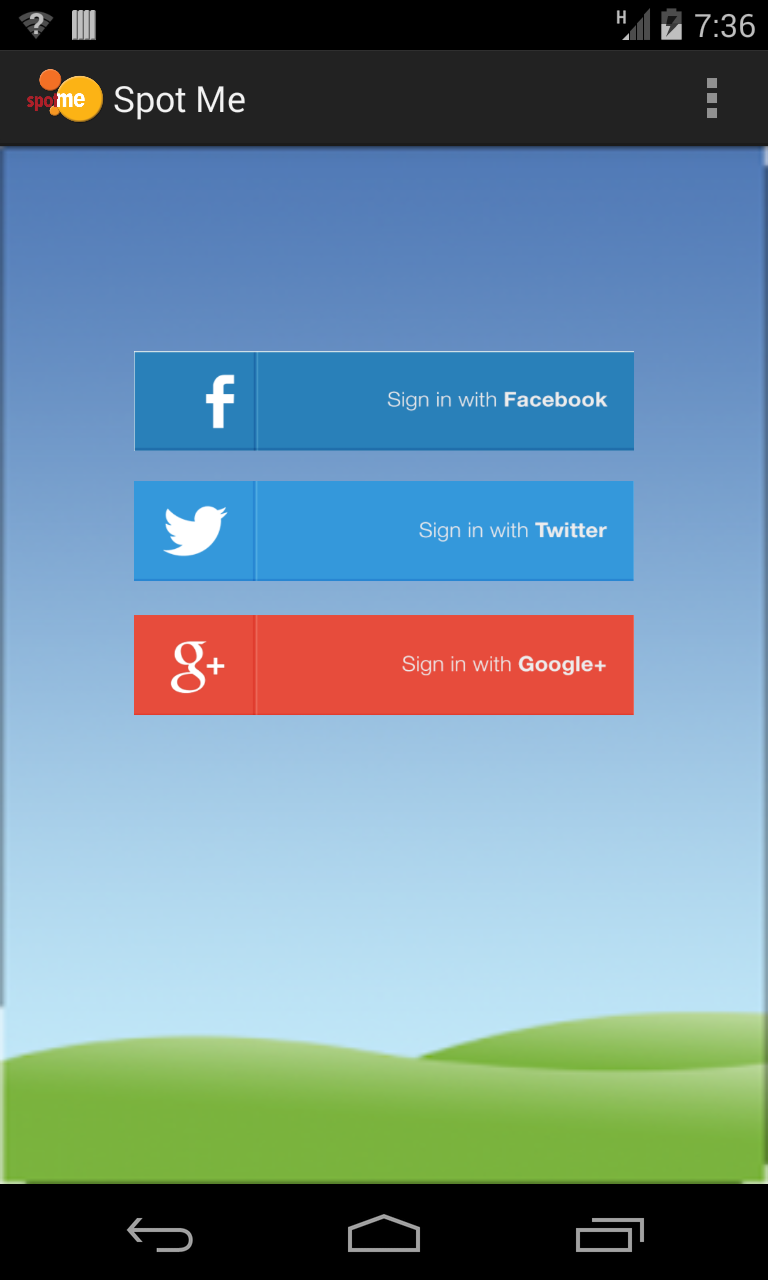 H 7:36
spotme Spot Me
f Sign in with Facebook
Sign in with Twitter
g+ Sign in with Google+